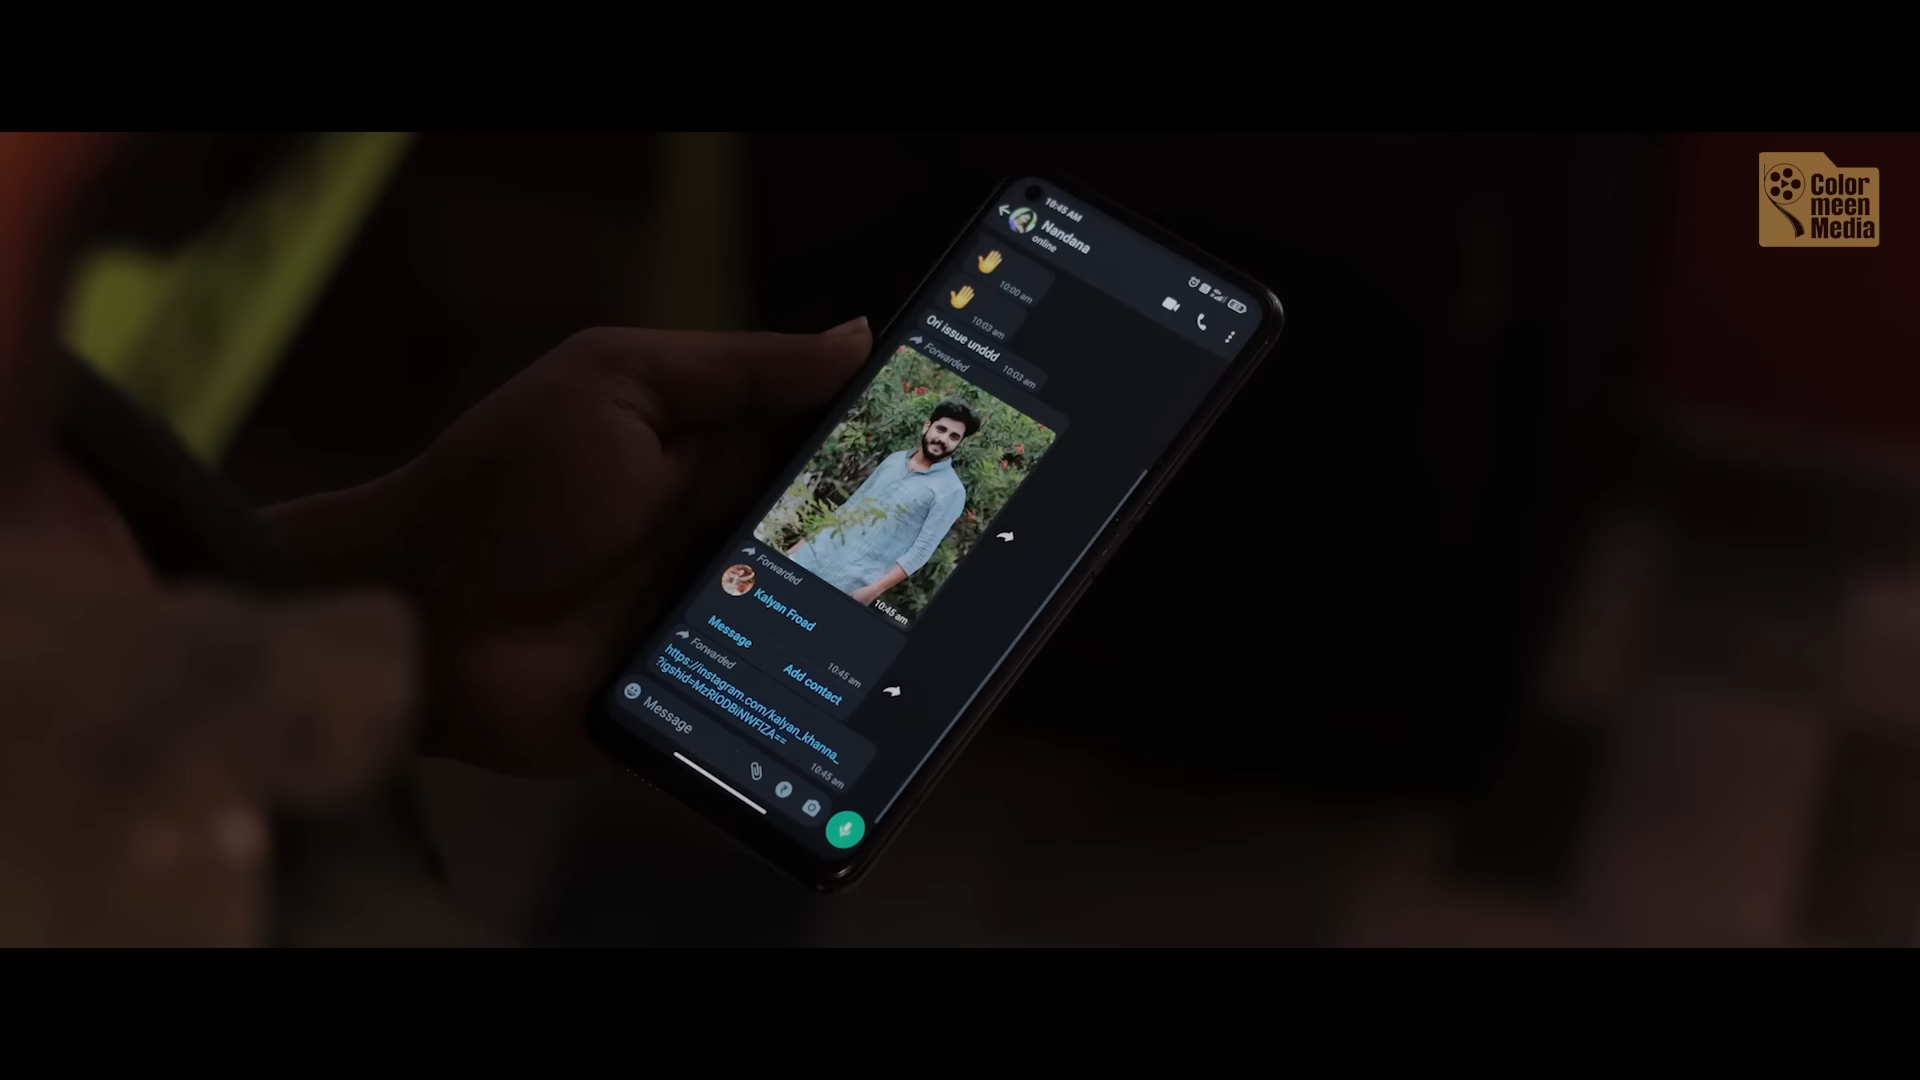 Color
meen
Media
10:45 AM
Nandana
online
10:00 am
10:03 am
Ori issue unddd
10:03 am
Forwarded
10:45 am
Forwarded
Kalyan Froad
10:45 am
Message
Add contact
Forwarded
https://instagram.com/kalyan_khanna_
?igshid=MzRlODBiNWFlZA==
10:45 am
Message